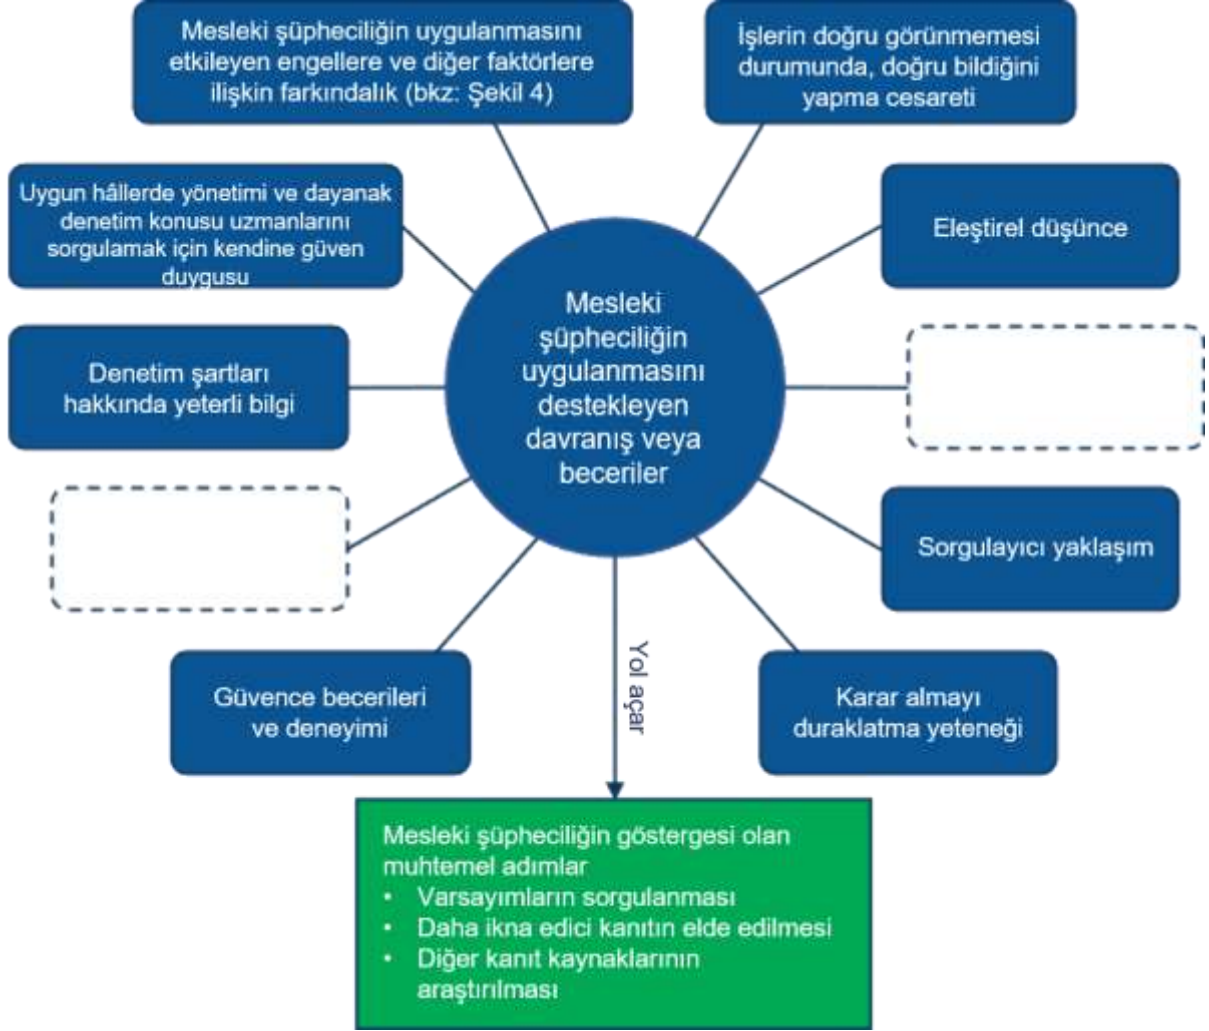 Mesleki şüpheciliğin uygulanmasını
etkileyen engellere ve diğer faktörlere
ilişkin farkındalık (bkz: Şekil 4)
İşlerin doğru görünmemesi
durumunda, doğru bildiğini
yapma cesareti
Uygun hâllerde yönetimi ve dayanak
denetim konusu uzmanlarını
sorgulamak için kendine güven
duygusu
Eleştirel düşünce
Mesleki
şüpheciliğin
uygulanmasını
destekleyen
davranış veya
beceriler
Denetim şartları
hakkında yeterli bilgi
Sorgulayıcı yaklaşım
Güvence becerileri
ve deneyimi
Yol açar
Karar almayı
duraklatma yeteneği
Mesleki şüpheciliğin göstergesi olan
muhtemel adımlar
• Varsayımların sorgulanması
• Daha ikna edici kanıtın elde edilmesi
• Diğer kanıt kaynaklarının
araştırılması